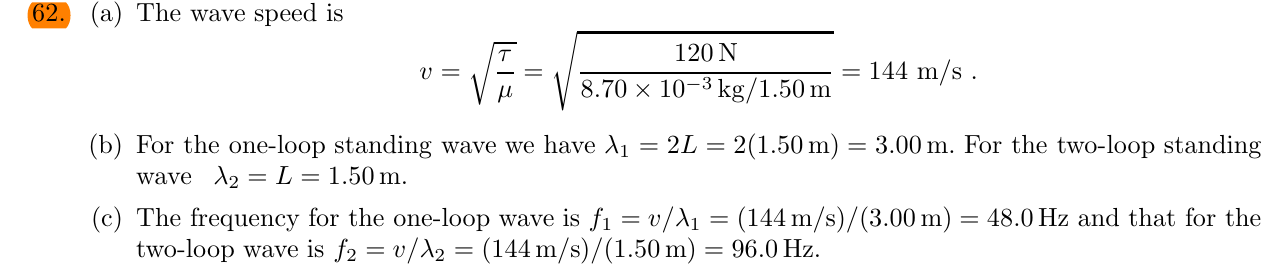 62. (a) The wave speed is
v = √(τ/μ) = √(120 N / 8.70 × 10⁻³ kg/1.50 m) = 144 m/s .
(b) For the one-loop standing wave we have λ₁ = 2L = 2(1.50 m) = 3.00 m. For the two-loop standing
wave λ₂ = L = 1.50 m.
(c) The frequency for the one-loop wave is f₁ = v/λ₁ = (144 m/s)/(3.00 m) = 48.0 Hz and that for the
two-loop wave is f₂ = v/λ₂ = (144 m/s)/(1.50 m) = 96.0 Hz.